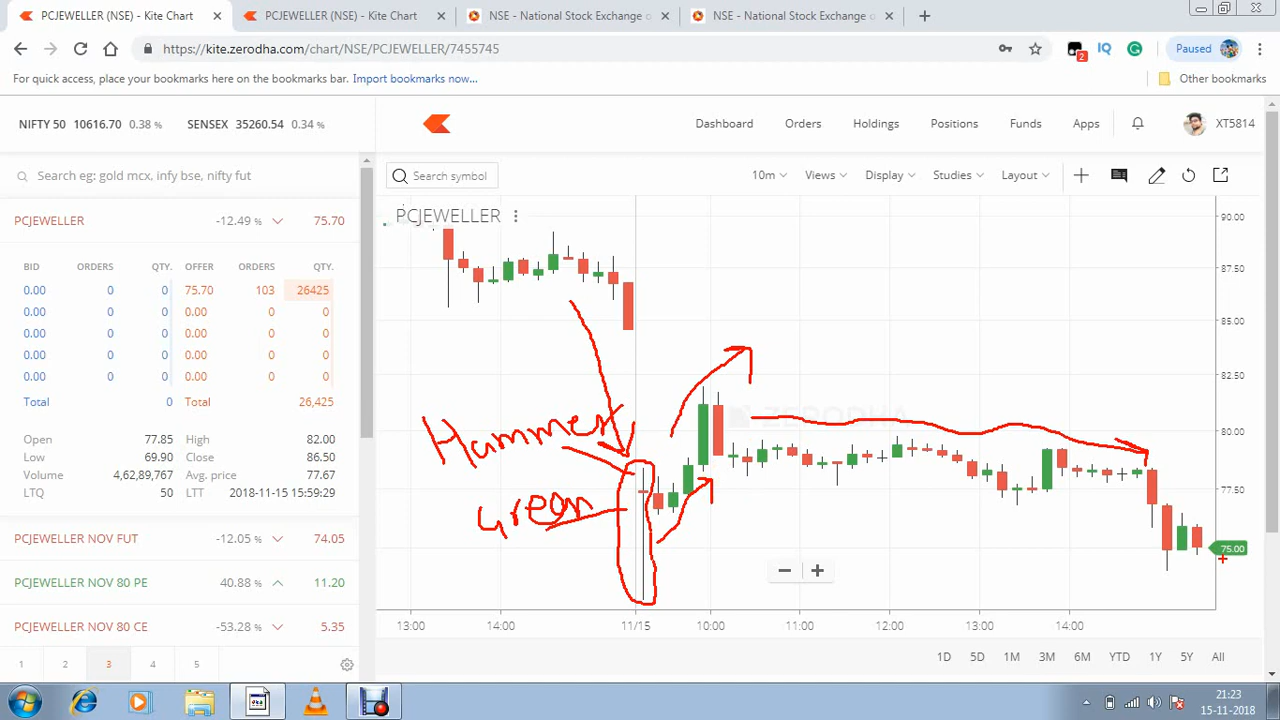 PCJEWELLER (NSE) - Kite Chart
PCJEWELLER (NSE) - Kite Chart
NSE - National Stock Exchange o
NSE - National Stock Exchange o
https://kite.zerodha.com/chart/NSE/PCJEWELLER/7455745
2
IQ
Paused
For quick access, place your bookmarks here on the bookmarks bar. Import bookmarks now...
Other bookmarks
NIFTY 50 10616.70 0.38 % SENSEX 35260.54 0.34 %
Dashboard Orders Holdings Positions Funds Apps XT5814
Search eg: gold mcx, infy bse, nifty fut
Search symbol
10m Views Display Studies Layout
PCJEWELLER -12.49 % 75.70
BID ORDERS QTY. OFFER ORDERS QTY.
0.00 0 0 75.70 103 26425
0.00 0 0 0.00 0 0
0.00 0 0 0.00 0 0
0.00 0 0 0.00 0 0
0.00 0 0 0.00 0 0
Total 0 Total 26,425
Open 77.85 High 82.00
Low 69.90 Close 86.50
Volume 4,62,89,767 Avg. price 77.67
LTQ 50 LTT 2018-11-15 15:59:29
PCJEWELLER NOV FUT -12.05 % 74.05
PCJEWELLER NOV 80 PE 40.88 % 11.20
PCJEWELLER NOV 80 CE -53.28 % 5.35
1 2 3 4 5
PCJEWELLER
90.00
87.50
85.00
82.50
80.00
77.50
75.00
ZERODHA
Hammer
Green
13:00 14:00 11/15 10:00 11:00 12:00 13:00 14:00
1D 5D 1M 3M 6M YTD 1Y 5Y All
21:23
15-11-2018